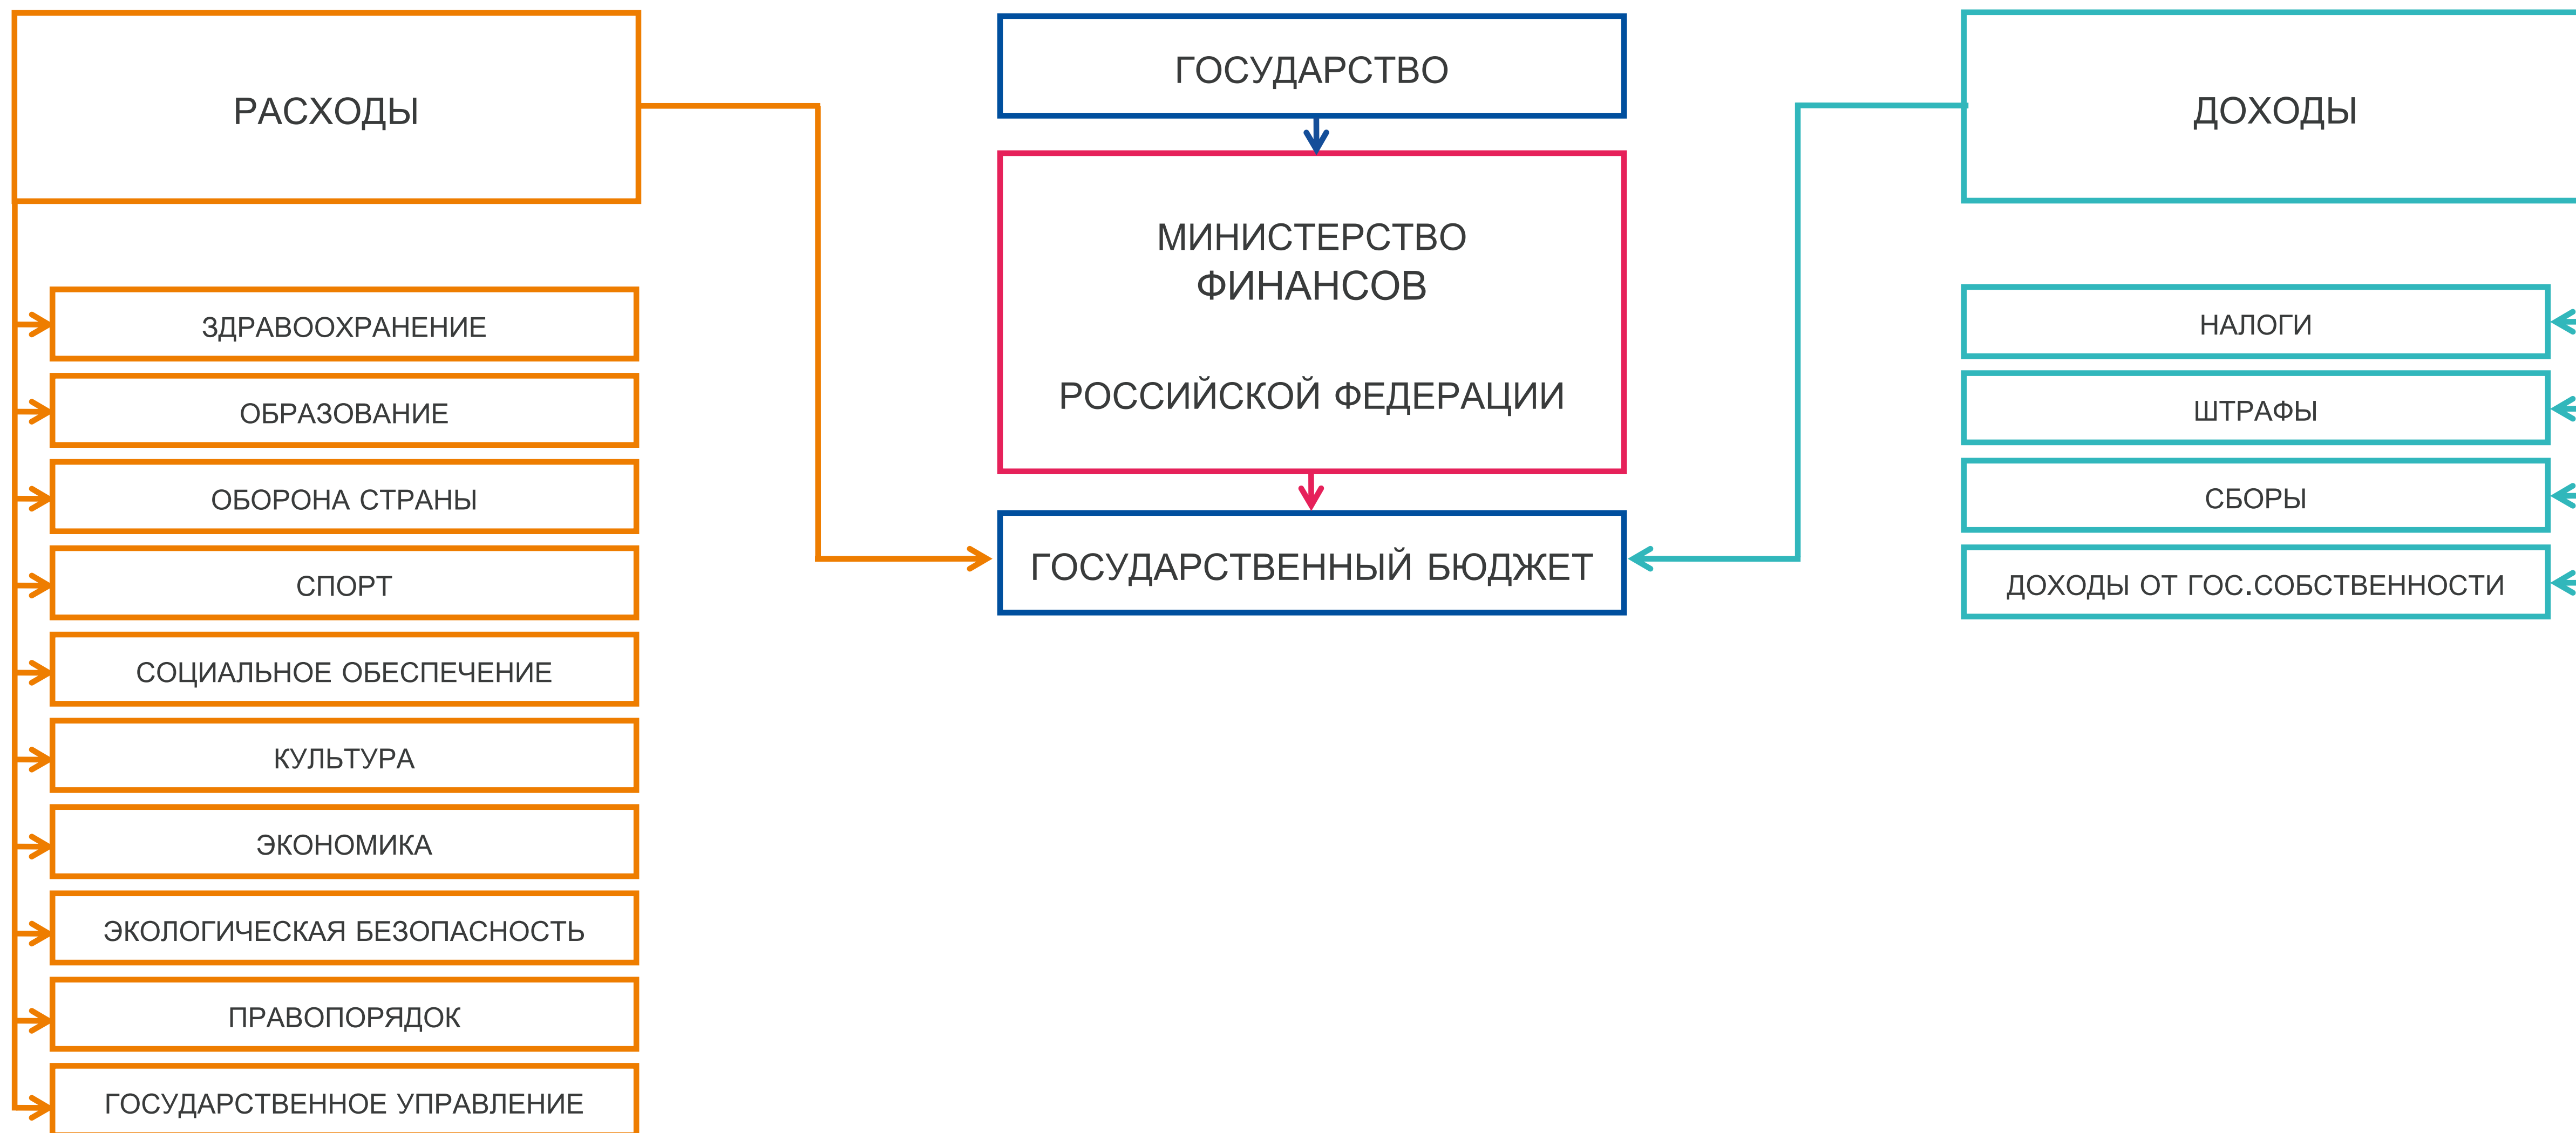 РАСХОДЫ
ЗДРАВООХРАНЕНИЕ
ОБРАЗОВАНИЕ
ОБОРОНА СТРАНЫ
СПОРТ
СОЦИАЛЬНОЕ ОБЕСПЕЧЕНИЕ
КУЛЬТУРА
ЭКОНОМИКА
ЭКОЛОГИЧЕСКАЯ БЕЗОПАСНОСТЬ
ПРАВОПОРЯДОК
ГОСУДАРСТВЕННОЕ УПРАВЛЕНИЕ
ГОСУДАРСТВО
МИНИСТЕРСТВО
ФИНАНСОВ
РОССИЙСКОЙ ФЕДЕРАЦИИ
ГОСУДАРСТВЕННЫЙ БЮДЖЕТ
ДОХОДЫ
НАЛОГИ
ШТРАФЫ
СБОРЫ
ДОХОДЫ ОТ ГОС.СОБСТВЕННОСТИ